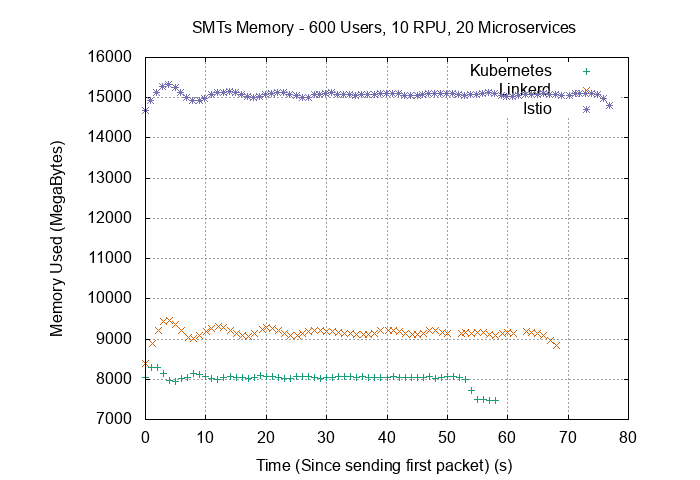 SMTs Memory - 600 Users, 10 RPU, 20 Microservices
Memory Used (MegaBytes)
16000
15000
14000
13000
12000
11000
10000
9000
8000
7000
Kubernetes
Linkerd
Istio
0 10 20 30 40 50 60 70 80
Time (Since sending first packet) (s)